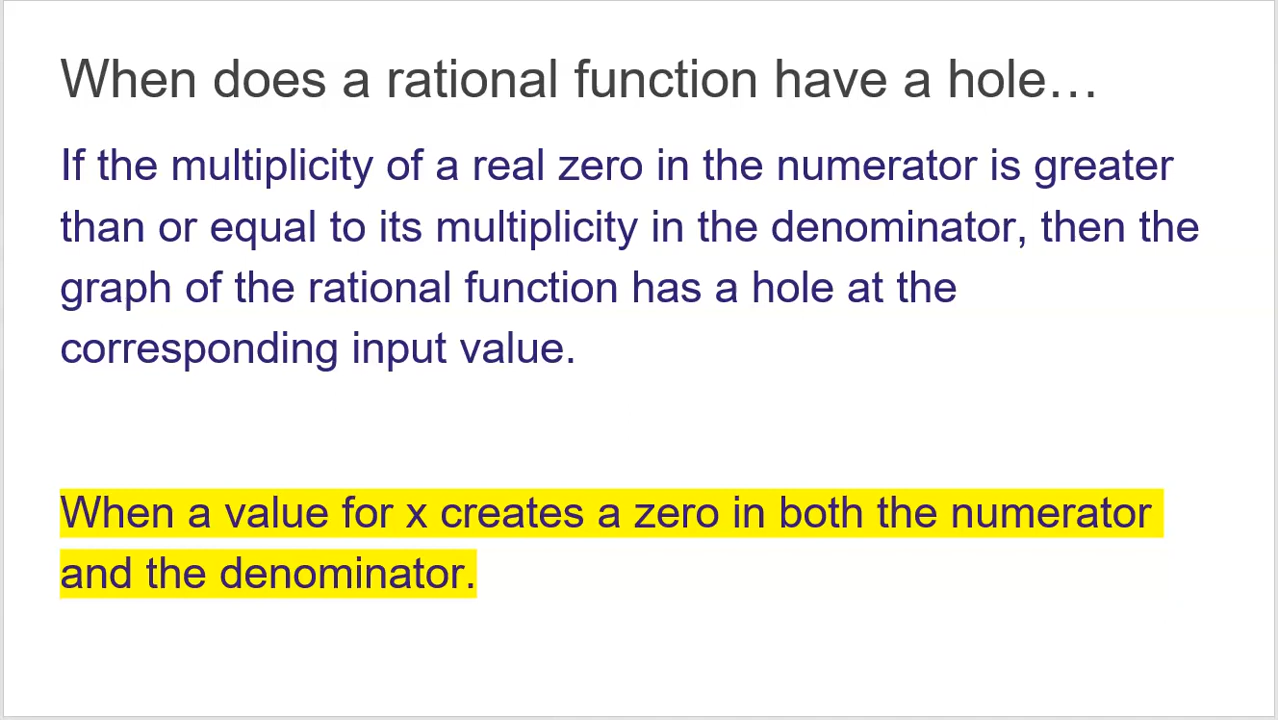 When does a rational function have a hole…
If the multiplicity of a real zero in the numerator is greater
than or equal to its multiplicity in the denominator, then the
graph of the rational function has a hole at the
corresponding input value.
When a value for x creates a zero in both the numerator
and the denominator.